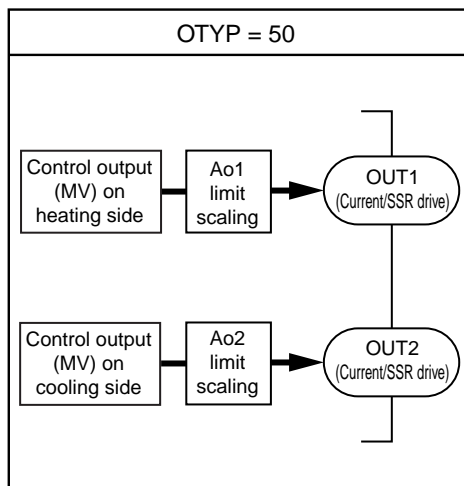 OTYP = 50
Control output
(MV) on
heating side
Ao1
limit
scaling
OUT1
(Current/SSR drive)
Control output
(MV) on
cooling side
Ao2
limit
scaling
OUT2
(Current/SSR drive)